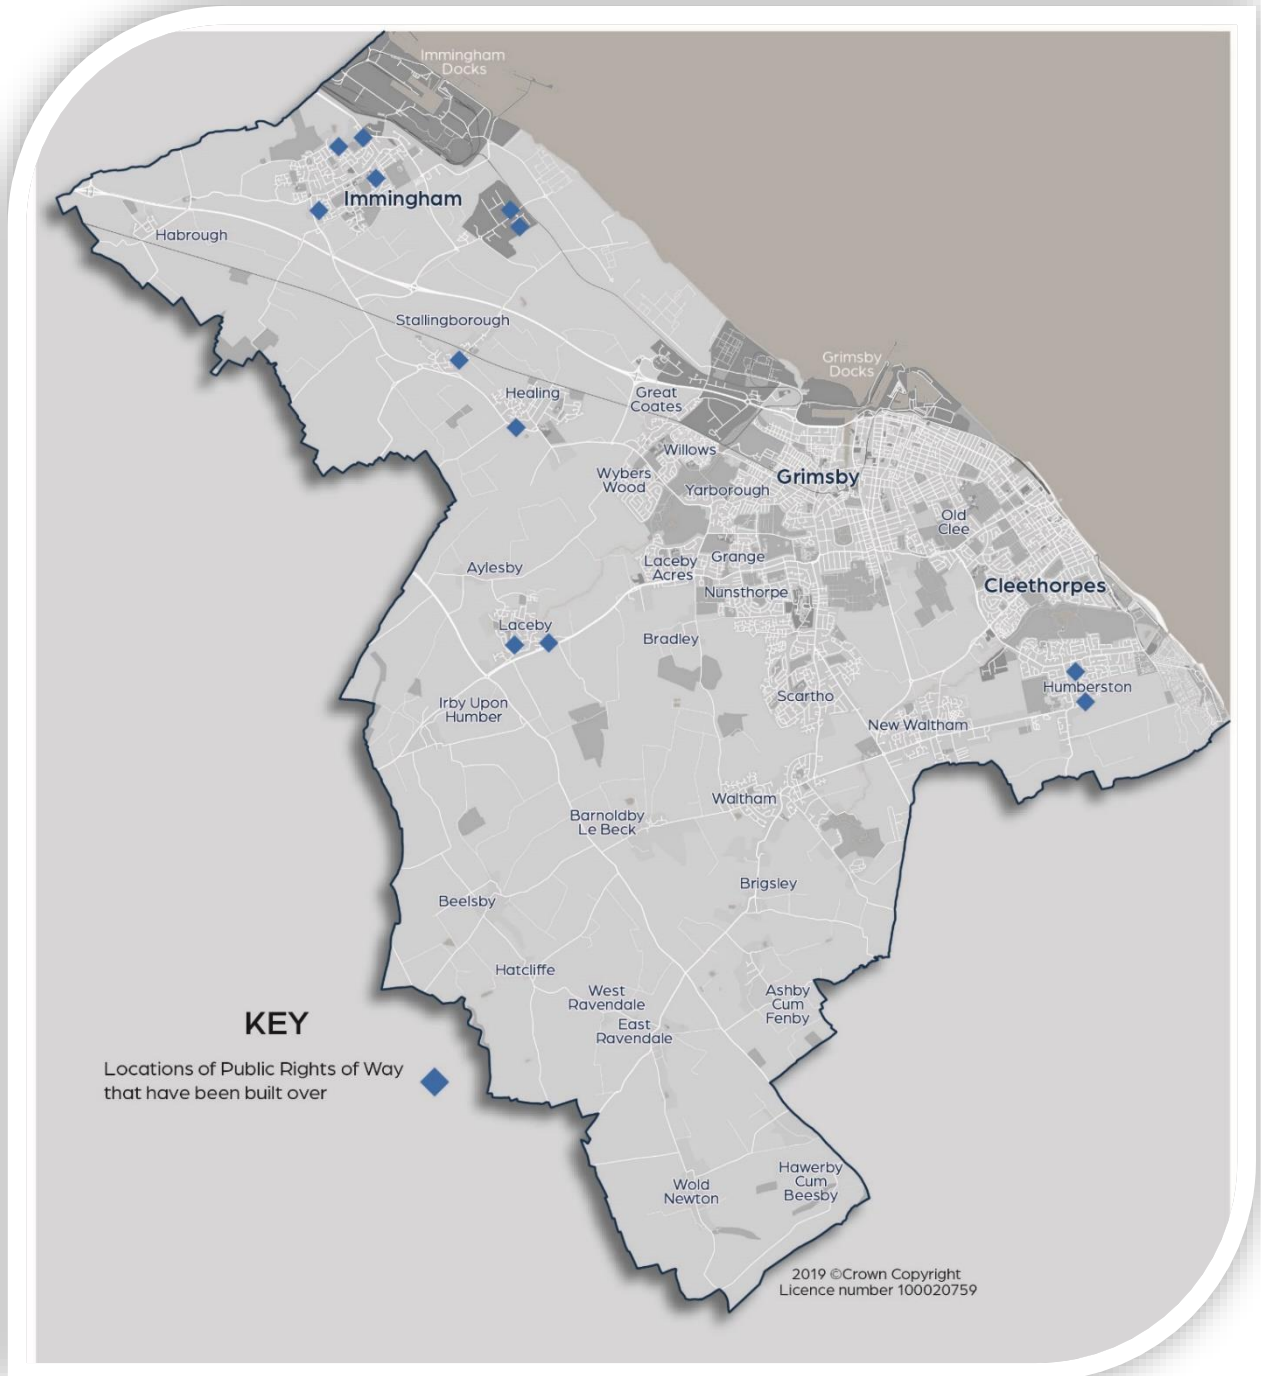 Immingham
Docks
Immingham
Habrough
Stallingborough
Grimsby
Docks
Healing
Great
Coates
Willows
Wybers
Wood
Yarborough
Grimsby
Old
Clee
Aylesby
Laceby
Acres
Grange
Nunsthorpe
Cleethorpes
Laceby
Bradley
Humberston
Irby Upon
Humber
Scartho
New Waltham
Waltham
Barnoldby
Le Beck
Brigsley
Beelsby
Hatcliffe
West
Ravendale
Ashby
Cum
Fenby
East
Ravendale
KEY
Locations of Public Rights of Way
that have been built over
Hawerby
Cum
Beesby
Wold
Newton
2019 ©Crown Copyright
Licence number 100020759